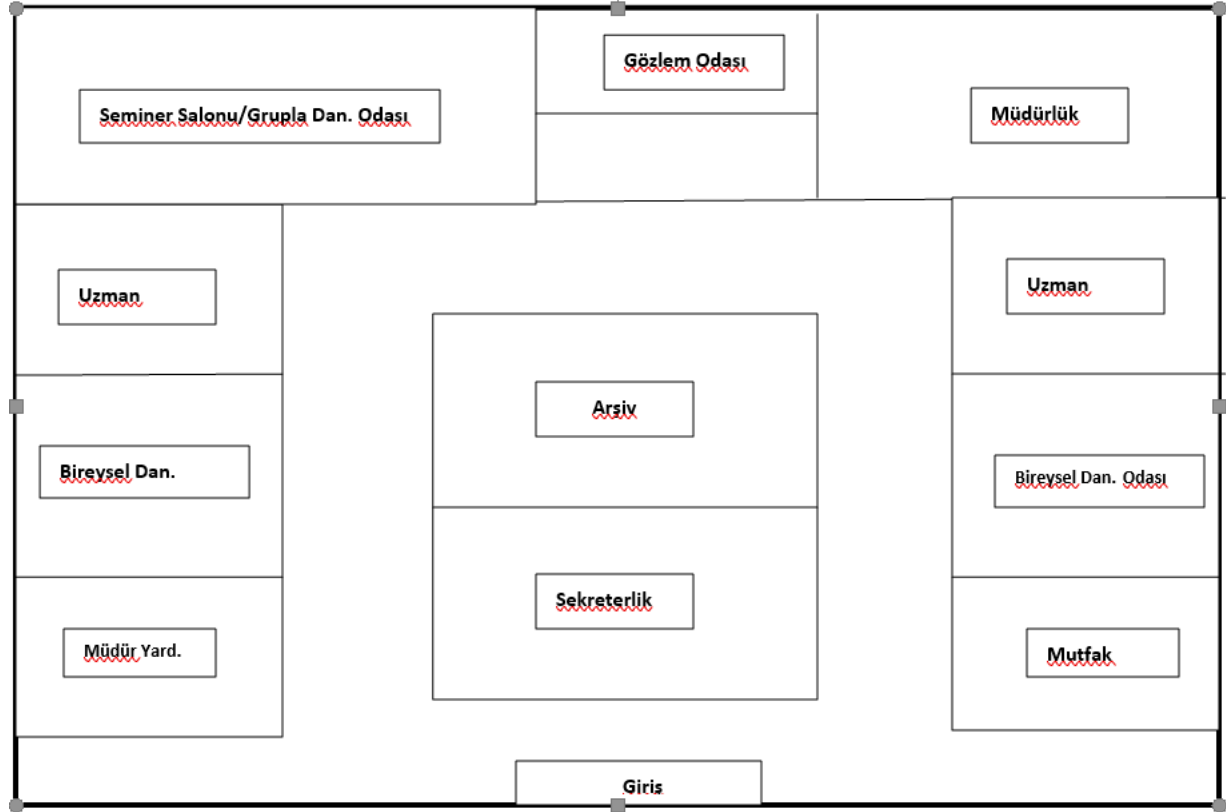 Gözlem Odası
Seminer Salonu/Grupla Dan. Odası
Müdürlük
Uzman
Uzman
Arşiv
Bireysel Dan.
Bireysel Dan. Odası
Sekreterlik
Müdür Yard.
Mutfak
Giriş